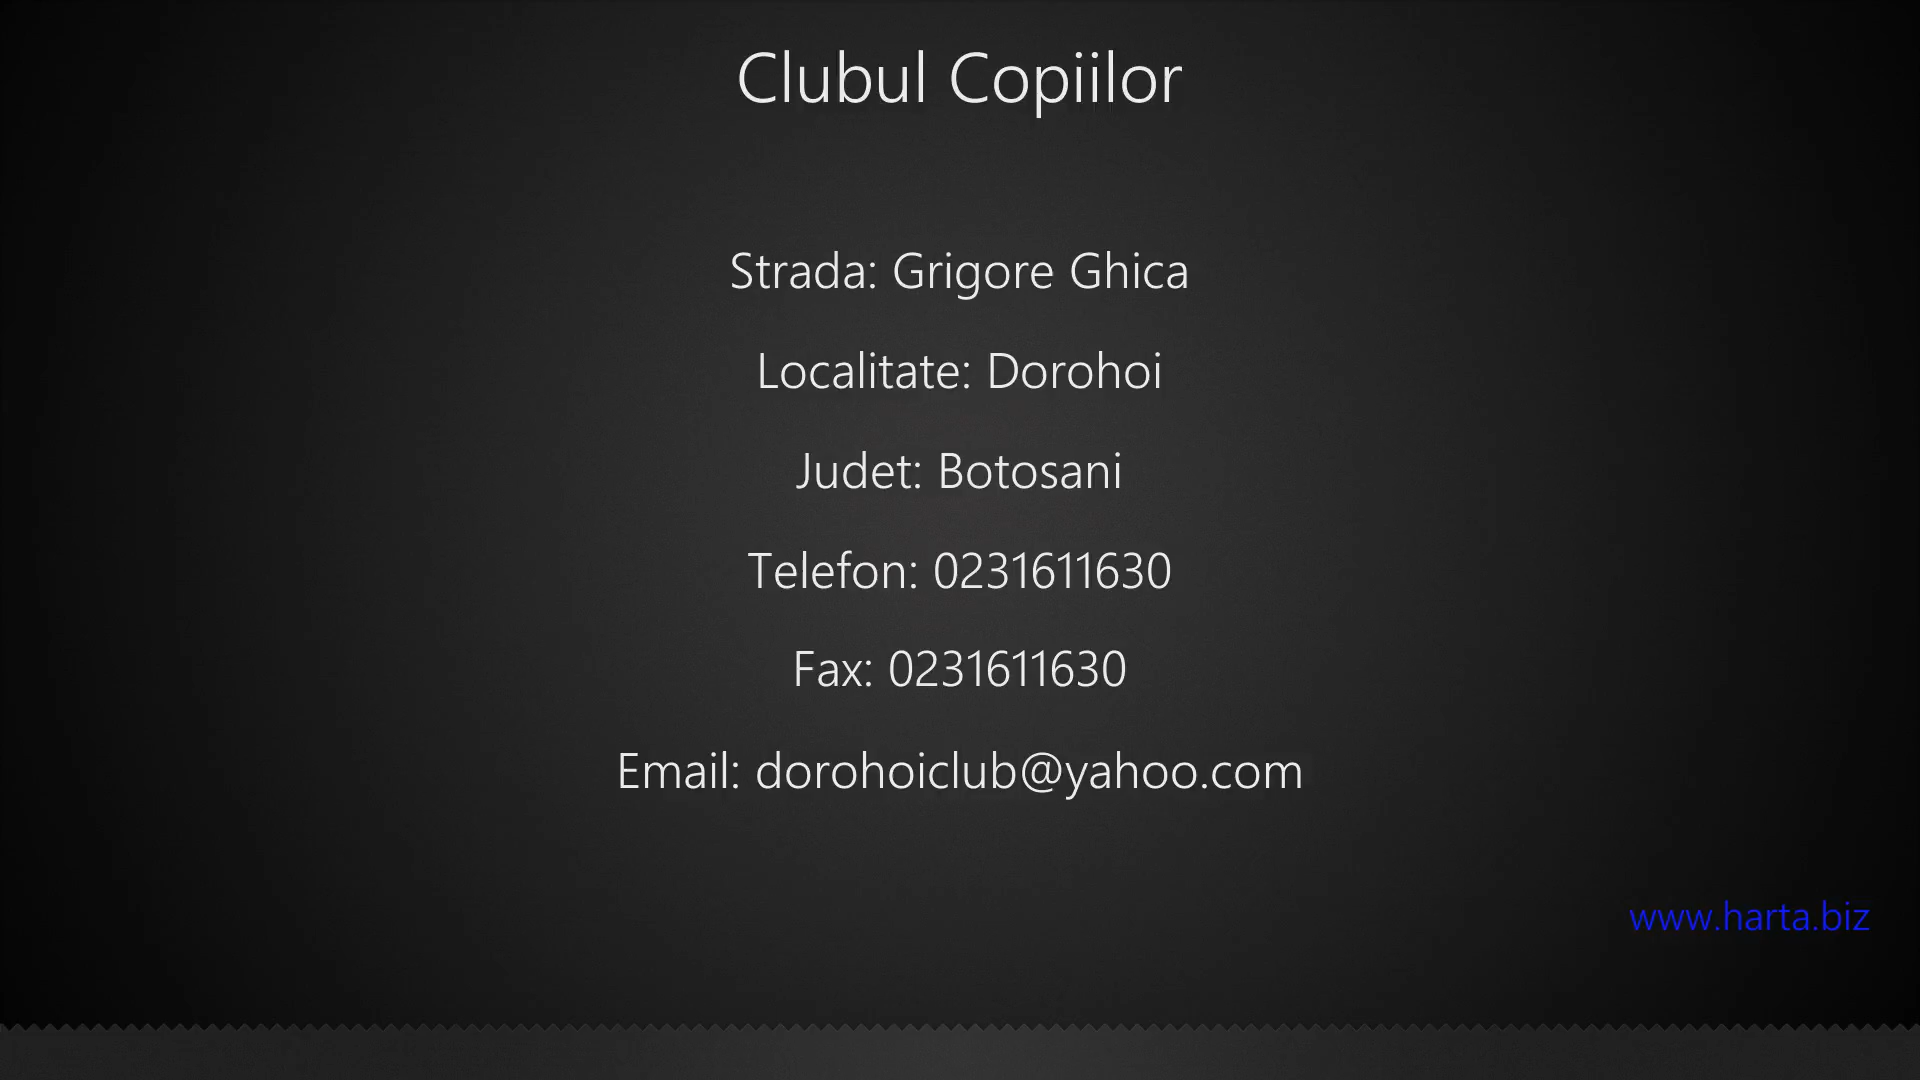 Clubul Copiilor
Strada: Grigore Ghica
Localitate: Dorohoi
Judet: Botosani
Telefon: 0231611630
Fax: 0231611630
Email: dorohoiclub@yahoo.com
www.harta.biz